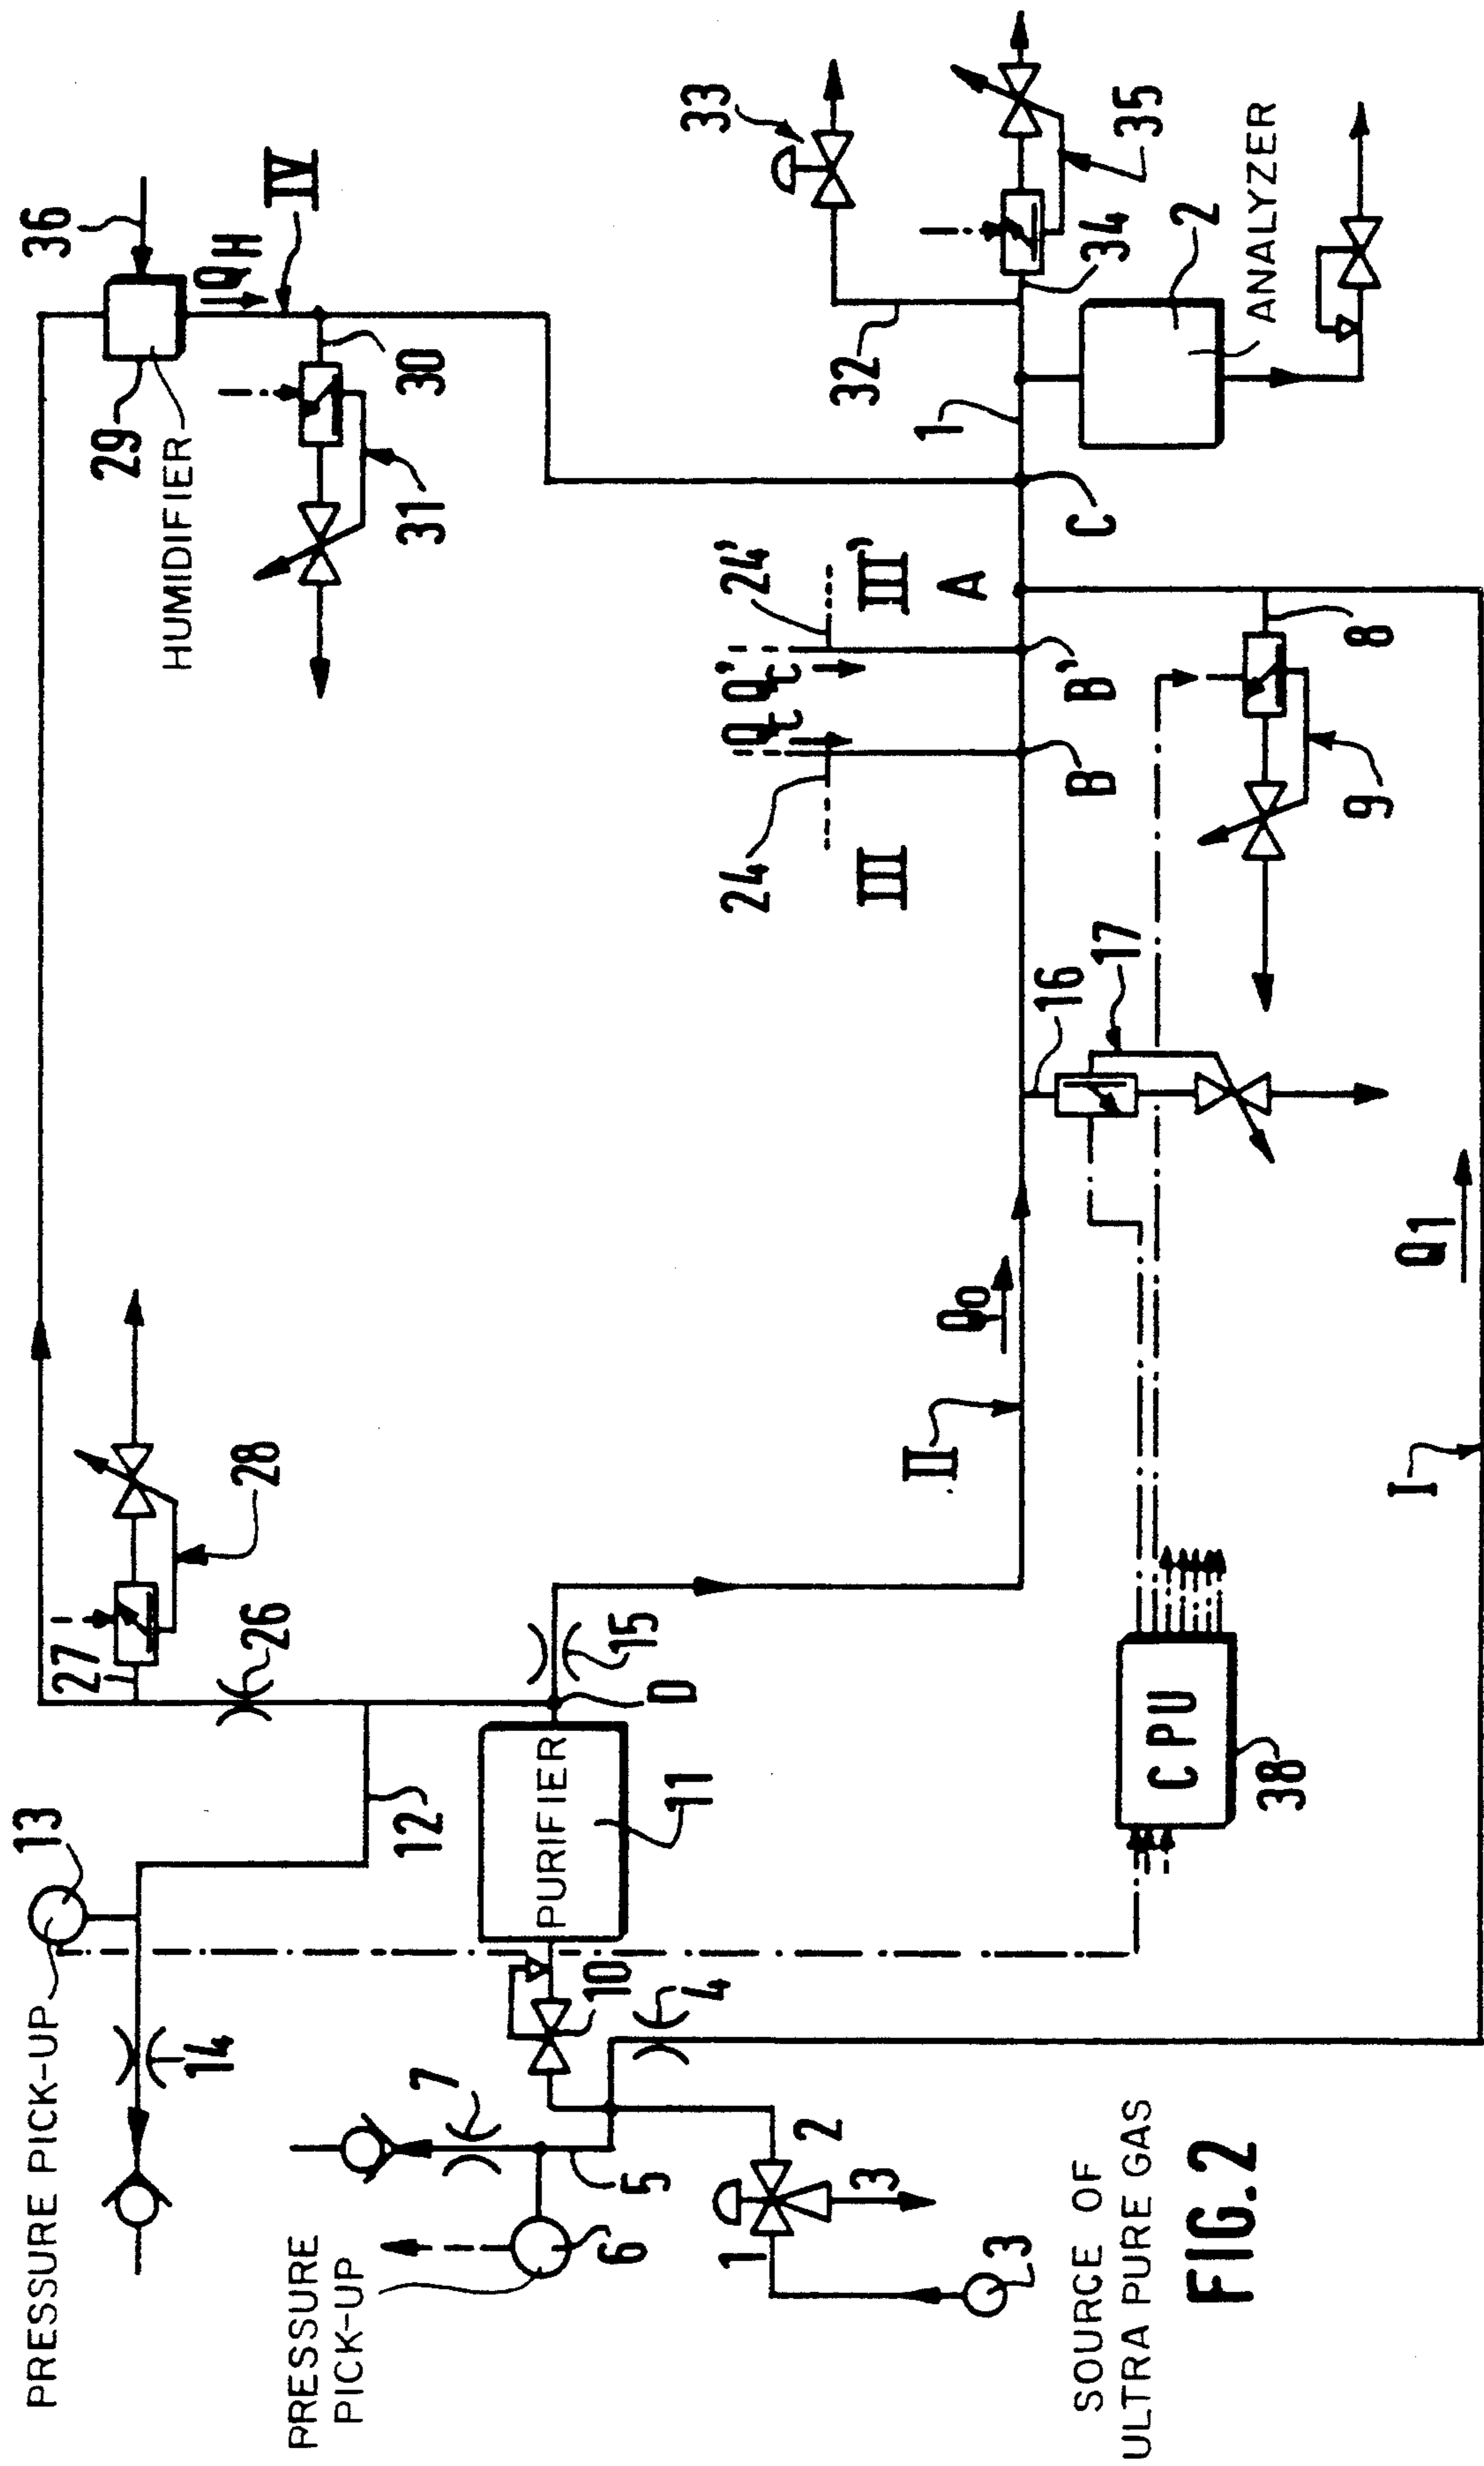 PRESSURE PICK-UP
13
14
12
27
28
26
D
15
PURIFIER
11
10
4
7
5
6
PRESSURE
PICK-UP
1
2
3
3
SOURCE OF
ULTRA PURE GAS
CPU
38
II
Q0
I
Q1
16
17
24
III
Qt
Q't
24'
III'
B
B'
A
C
9
8
HUMIDIFIER
29
36
QH
IV
30
31
1
32
33
34
35
2
ANALYZER
FIG.2